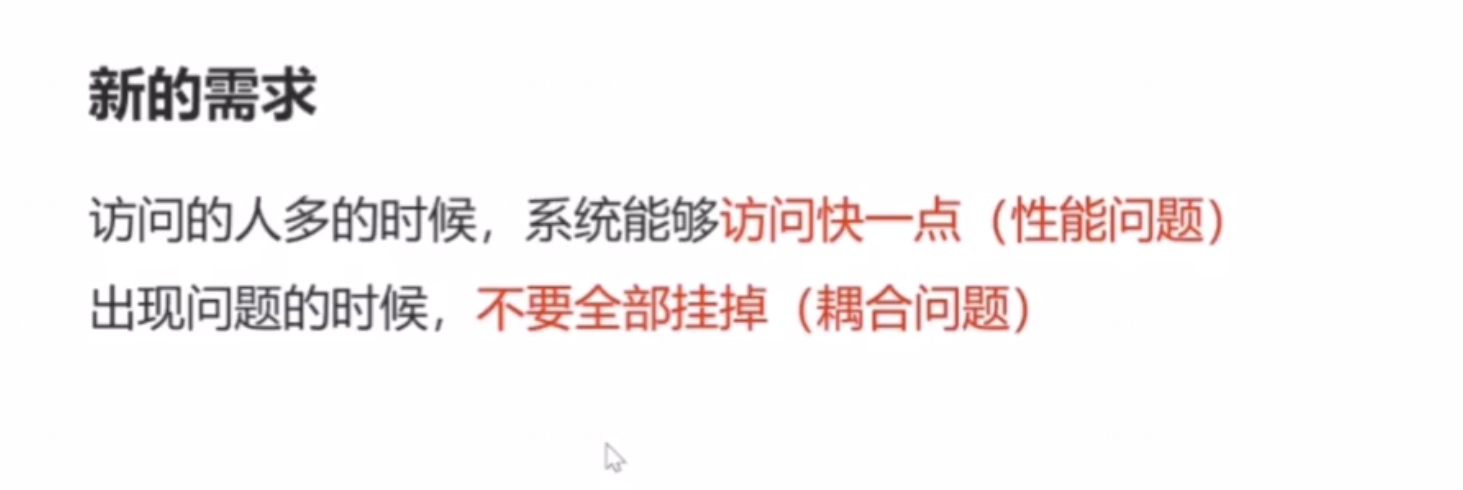 新的需求
访问的人多的时候，系统能够访问快一点（性能问题）
出现问题的时候，不要全部挂掉（耦合问题）